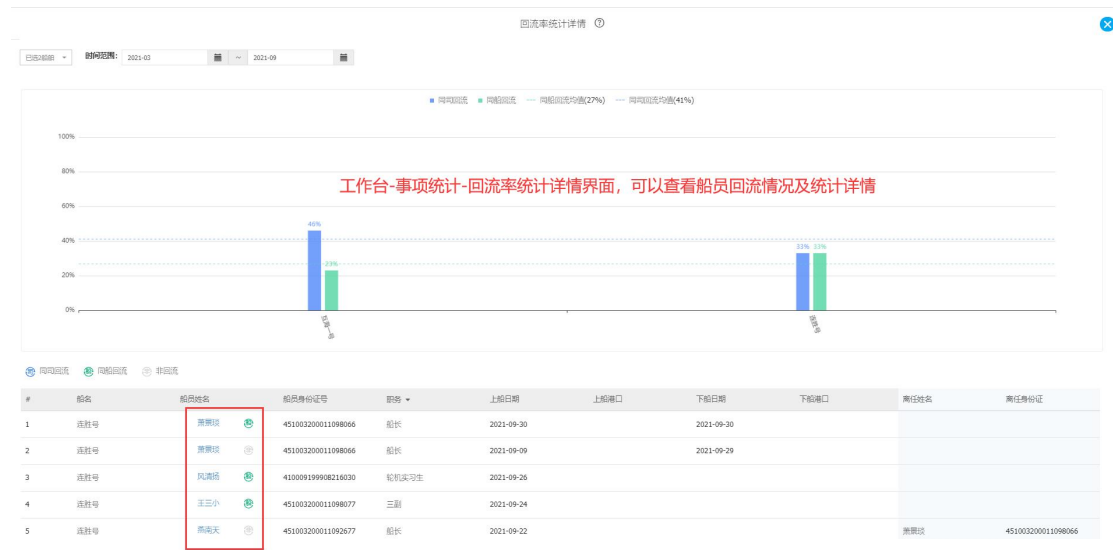 回流率统计详情 ?
已选2船舶 时间范围： 2021-03 ~ 2021-09
同司回流 同船回流 同船回流均值(27%) 同司回流均值(41%)
100%
80%
工作台-事项统计-回流率统计详情界面，可以查看船员回流情况及统计详情
60%
46%
40%
33% 33%
23%
20%
0%
互海一号 连胜号
同司回流 同船回流 非回流
# 船名 船员姓名 船员身份证号 职务 上船日期 上船港口 下船日期 下船港口 离任姓名 离任身份证
1 连胜号 萧景琰 船 451003200011098066 船长 2021-09-30 2021-09-30
2 连胜号 萧景琰 451003200011098066 船长 2021-09-09 2021-09-29
3 连胜号 风清扬 船 410009199908216030 轮机实习生 2021-09-26
4 连胜号 王三小 船 451003200011098077 三副 2021-09-24
5 连胜号 燕南天 451003200011092677 船长 2021-09-22 萧景琰 451003200011098066